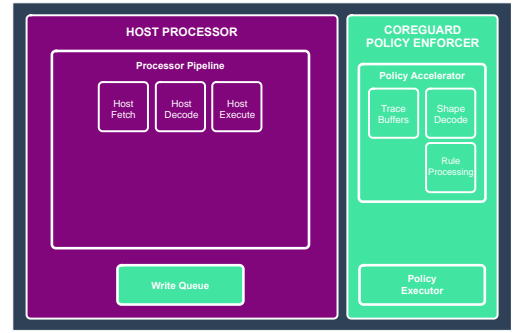 HOST PROCESSOR
Processor Pipeline
Host
Fetch
Host
Decode
Host
Execute
Write Queue
COREGUARD
POLICY ENFORCER
Policy Accelerator
Trace
Buffers
Shape
Decode
Rule
Processing
Policy
Executor